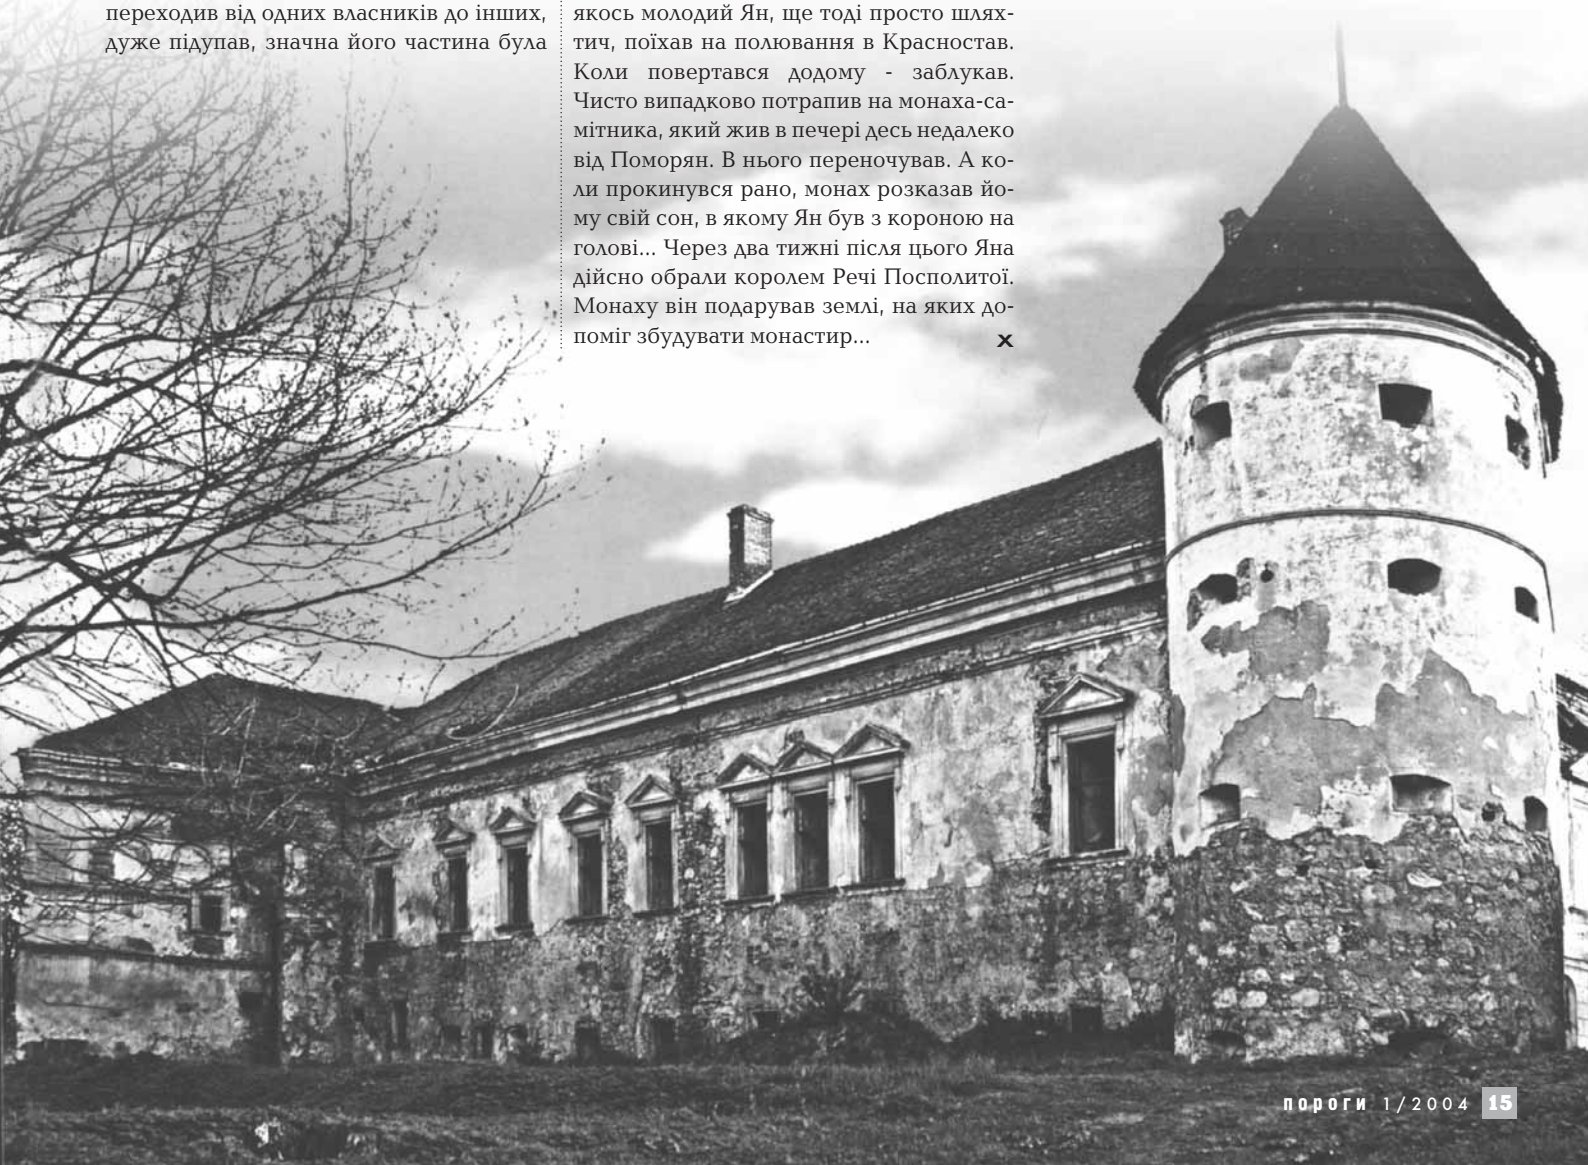 переходив від одних власників до інших,
дуже підупав, значна його частина була
якось молодий Ян, ще тоді просто шлях-
тич, поїхав на полювання в Красностав.
Коли повертався додому - заблукав.
Чисто випадково потрапив на монаха-са-
мітника, який жив в печері десь недалеко
від Поморян. В нього переночував. А ко-
ли прокинувся рано, монах розказав йо-
му свій сон, в якому Ян був з короною на
голові... Через два тижні після цього Яна
дійсно обрали королем Речі Посполитої.
Монаху він подарував землі, на яких до-
поміг збудувати монастир... х
пороги 1/2004 15